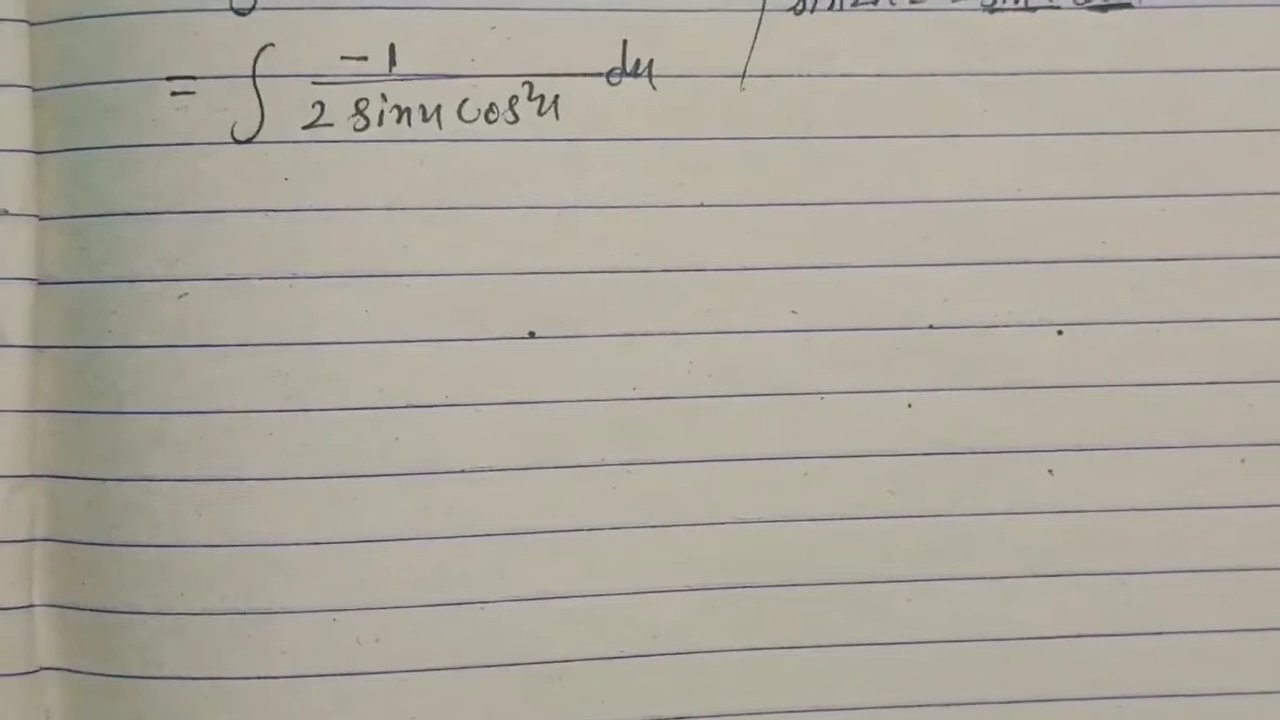 = ∫ -1 / (2 sinu cos²u) du